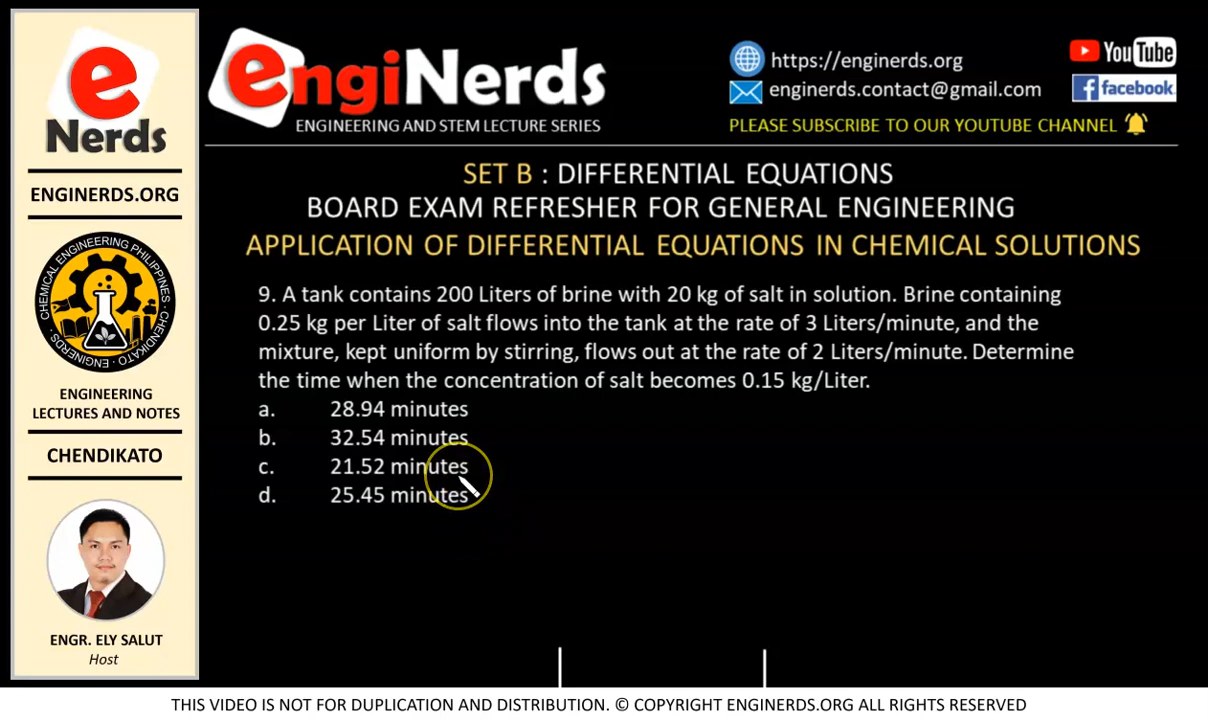 e
Nerds
ENGINERDS.ORG
CHEMICAL ENGINEERING PHILIPPINES
ENGINERDS
CHENDIKATO
ENGINEERING
LECTURES AND NOTES
CHENDIKATO
ENGR. ELY SALUT
Host
engiNerds
ENGINEERING AND STEM LECTURE SERIES
https://enginerds.org
enginerds.contact@gmail.com
YouTube
facebook
PLEASE SUBSCRIBE TO OUR YOUTUBE CHANNEL
SET B : DIFFERENTIAL EQUATIONS
BOARD EXAM REFRESHER FOR GENERAL ENGINEERING
APPLICATION OF DIFFERENTIAL EQUATIONS IN CHEMICAL SOLUTIONS
9. A tank contains 200 Liters of brine with 20 kg of salt in solution. Brine containing
0.25 kg per Liter of salt flows into the tank at the rate of 3 Liters/minute, and the
mixture, kept uniform by stirring, flows out at the rate of 2 Liters/minute. Determine
the time when the concentration of salt becomes 0.15 kg/Liter.
a. 28.94 minutes
b. 32.54 minutes
c. 21.52 minutes
d. 25.45 minutes
THIS VIDEO IS NOT FOR DUPLICATION AND DISTRIBUTION. © COPYRIGHT ENGINERDS.ORG ALL RIGHTS RESERVED